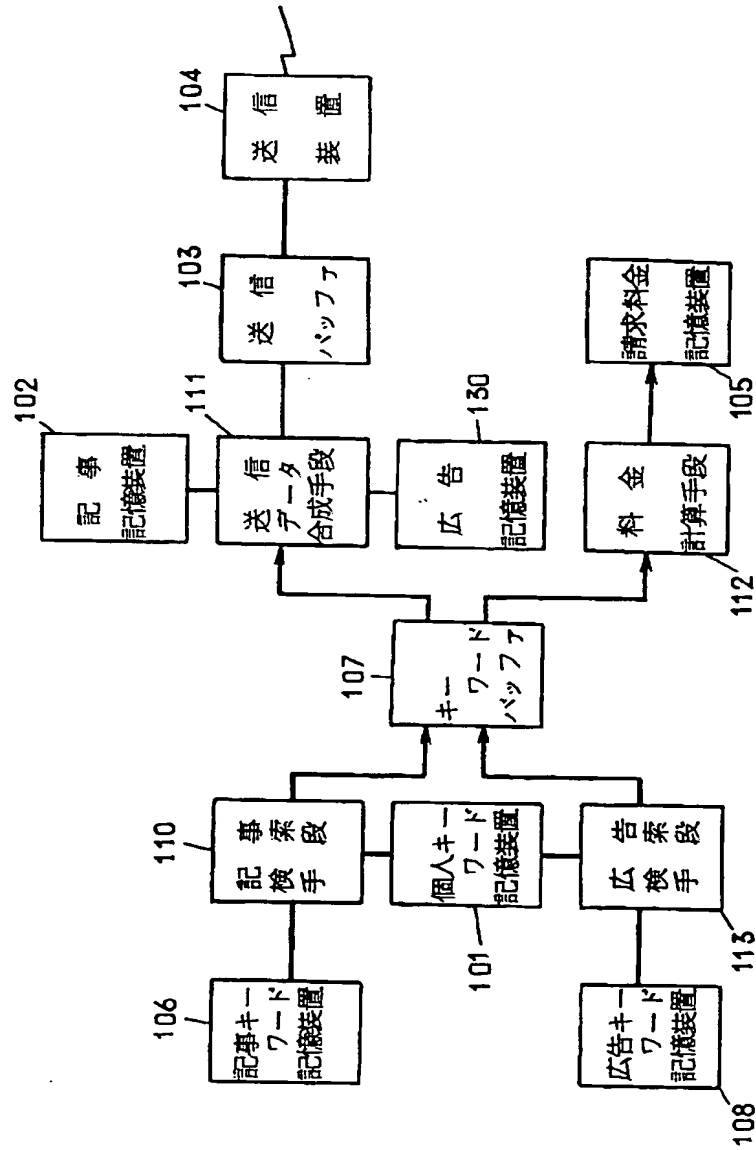 106
記事キー
ワード
記憶装置
110
記事
検索
手段
101
個人キー
ワード
記憶装置
108
広告キー
ワード
記憶装置
113
広告
検索
手段
107
キー
ワード
バッファ
102
記事
記憶装置
111
送信
データ
合成手段
130
広告
記憶装置
103
送信
バッファ
104
送信
装置
112
料金
計算手段
105
請求料金
記憶装置